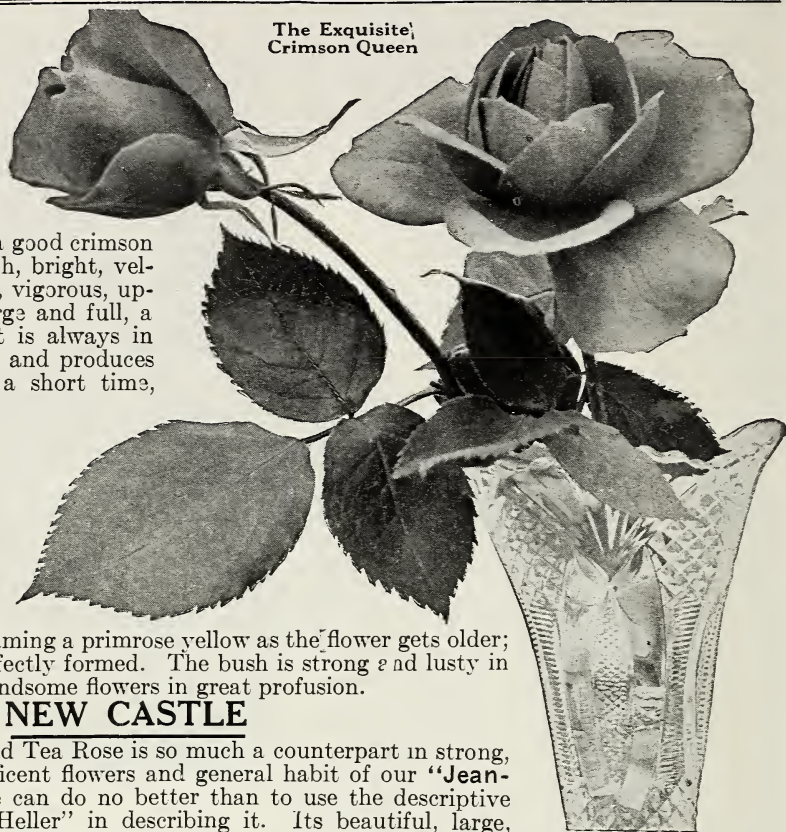 The Exquisite
Crimson Queen
good crimson
h, bright, vel-
, vigorous, up-
rge and full, a
t is always in
and produces
a short time,
uming a primrose yellow as the flower gets older;
fectly formed. The bush is strong and lusty in
ndsome flowers in great profusion.
NEW CASTLE
d Tea Rose is so much a counterpart in strong,
icent flowers and general habit of our "Jean-
e can do no better than to use the descriptive
Heller" in describing it. Its beautiful, large,